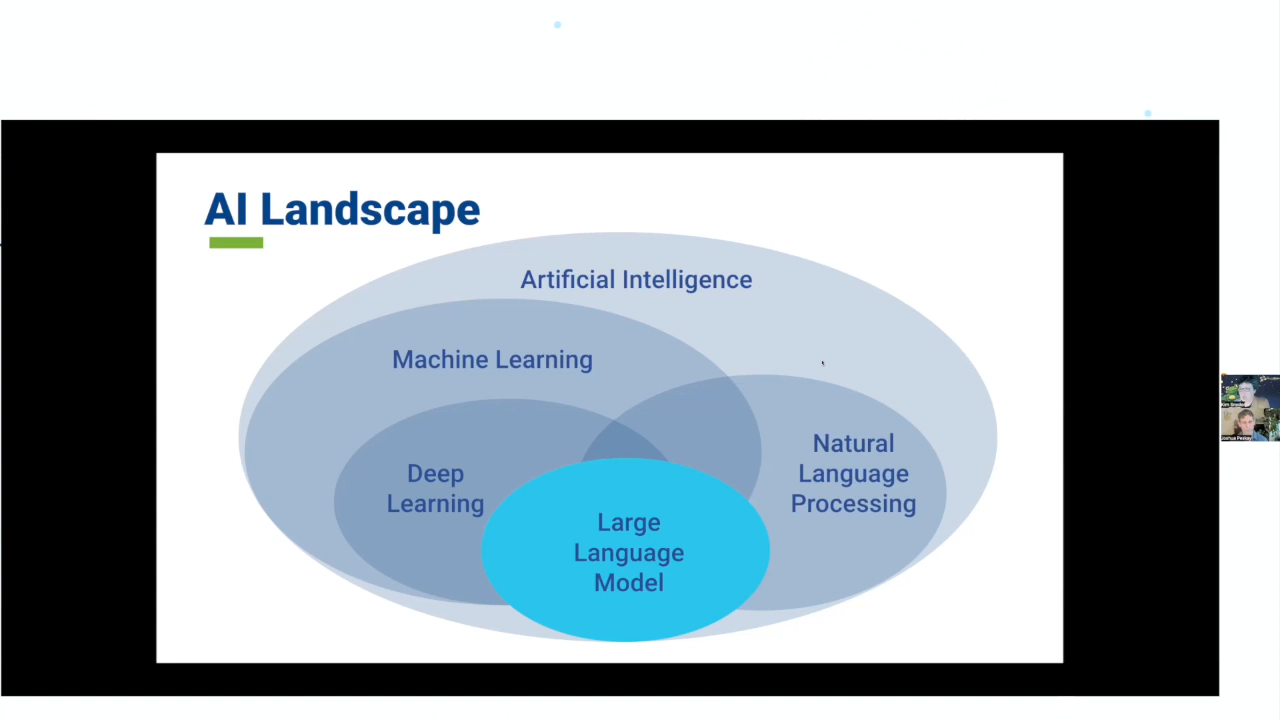 AI Landscape
Artificial Intelligence
Machine Learning
Deep
Learning
Natural
Language
Processing
Large
Language
Model